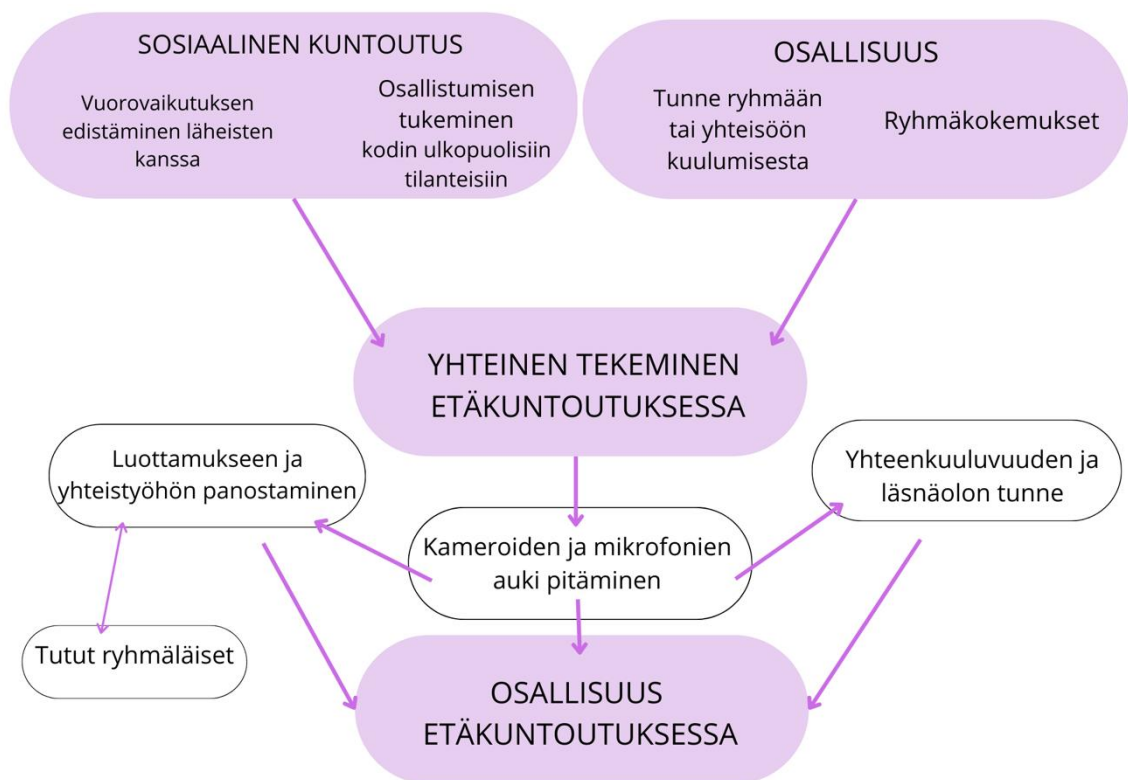 SOSIAALINEN KUNTOUTUS
Vuorovaikutuksen
edistäminen läheisten
kanssa
Osallistumisen
tukeminen
kodin ulkopuolisiin
tilanteisiin
OSALLISUUS
Tunne ryhmään
tai yhteisöön
kuulumisesta
Ryhmäkokemukset
YHTEINEN TEKEMINEN
ETÄKUNTOUTUKSESSA
Luottamukseen ja
yhteistyöhön panostaminen
Yhteenkuuluvuuden ja
läsnäolon tunne
Kameroiden ja mikrofonien
auki pitäminen
Tutut ryhmäläiset
OSALLISUUS
ETÄKUNTOUTUKSESSA